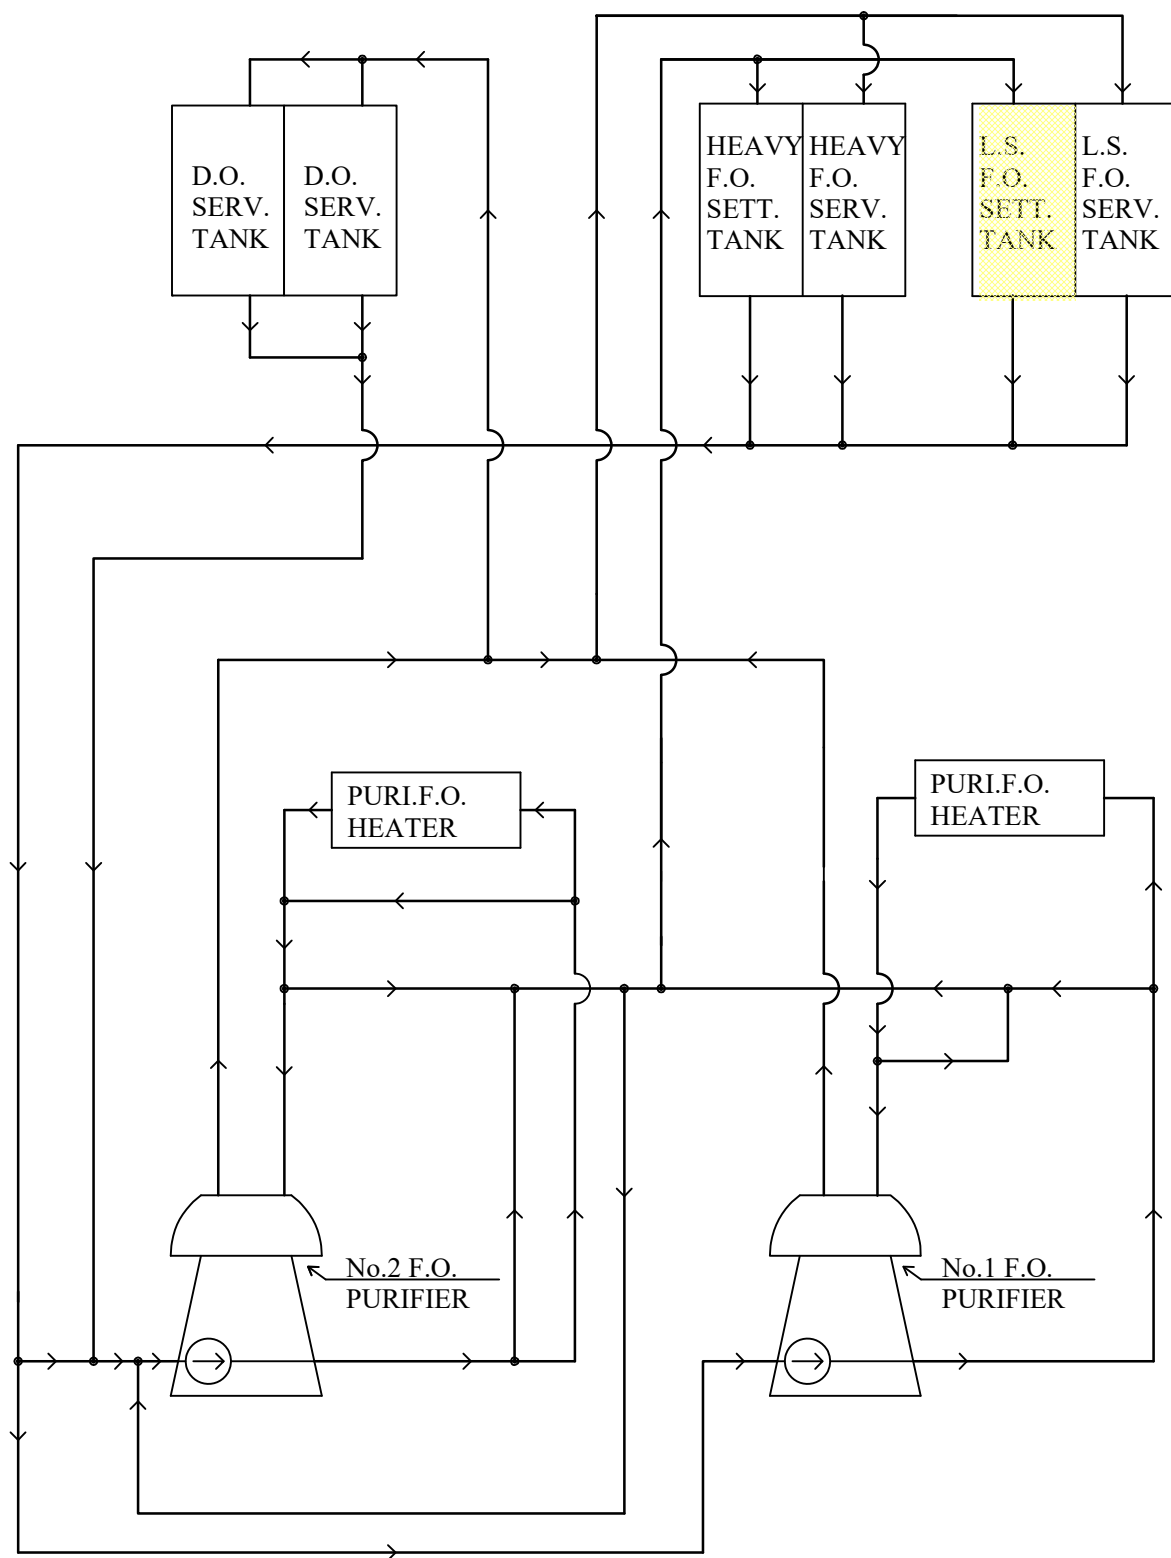 D.O.
SERV.
TANK
D.O.
SERV.
TANK
HEAVY
F.O.
SETT.
TANK
HEAVY
F.O.
SERV.
TANK
L.S.
F.O.
SETT.
TANK
L.S.
F.O.
SERV.
TANK
PURI.F.O.
HEATER
PURI.F.O.
HEATER
No.2 F.O.
PURIFIER
No.1 F.O.
PURIFIER